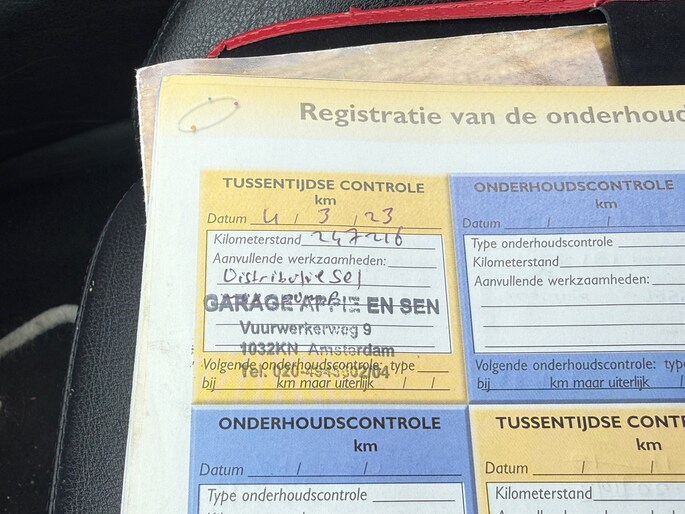 Registratie van de onderhoud
TUSSENTIJDSE CONTROLE
km
Datum 4 / 3 / 23
Kilometerstand 247216
Aanvullende werkzaamheden:
Distributie set
GARAGE APPIE EN SEN
Vuurwerkerweg 9
1032KN Amsterdam
Tel. 020-
Volgende onderhoudscontrole: type
bij km maar uiterlijk / /
ONDERHOUDSCONTROLE
km
Datum / /
Type onderhoudscontrole
Kilometerstand
Aanvullende werkzaamheden:
Volgende onderhoudscontrole: type
bij km maar uiterlijk / /
ONDERHOUDSCONTROLE
km
Datum / /
Type onderhoudscontrole
TUSSENTIJDSE CONT
km
Datum / /
Kilometerstand